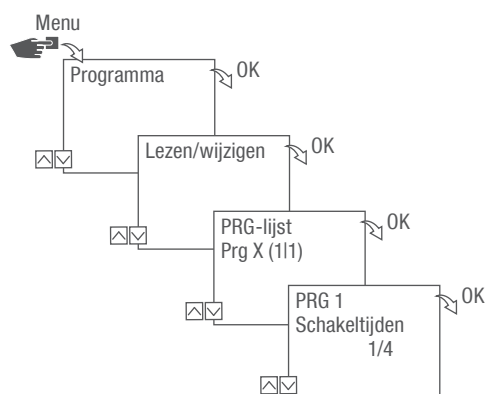 Menu
Programma
OK
Lezen/wijzigen
OK
PRG-lijst
Prg X (1|1)
OK
PRG 1
Schakeltijden
1/4
OK